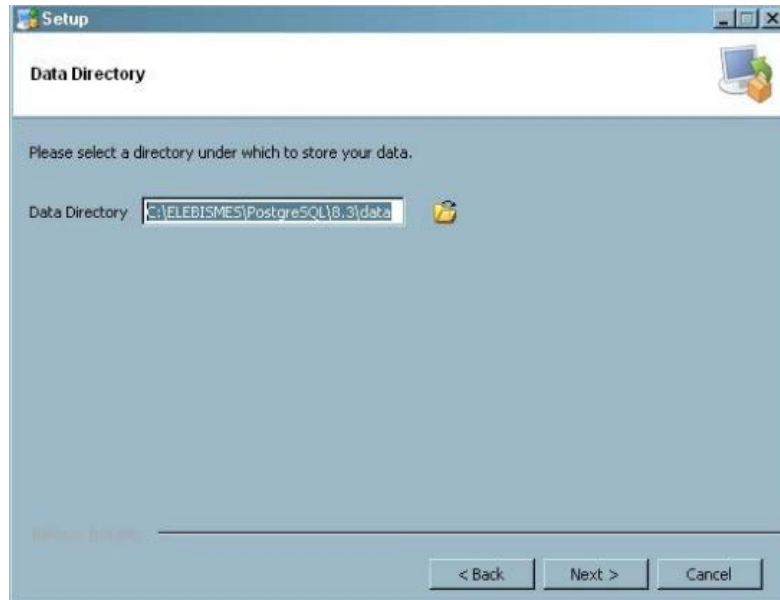 Setup
Data Directory
Please select a directory under which to store your data.
Data Directory C:\ELEBISMES\PostgreSQL\8.3\data
< Back Next > Cancel